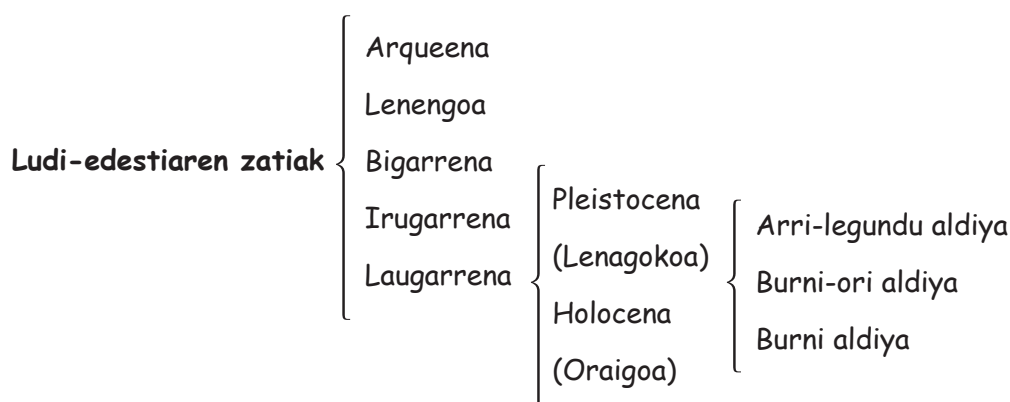 Ludi-edestiaren zatiak
Arqueena
Lenengoa
Bigarrena
Irugarrena
Laugarrena
Pleistocena
(Lenagokoa)
Holocena
(Oraigoa)
Arri-legundu aldiya
Burni-ori aldiya
Burni aldiya